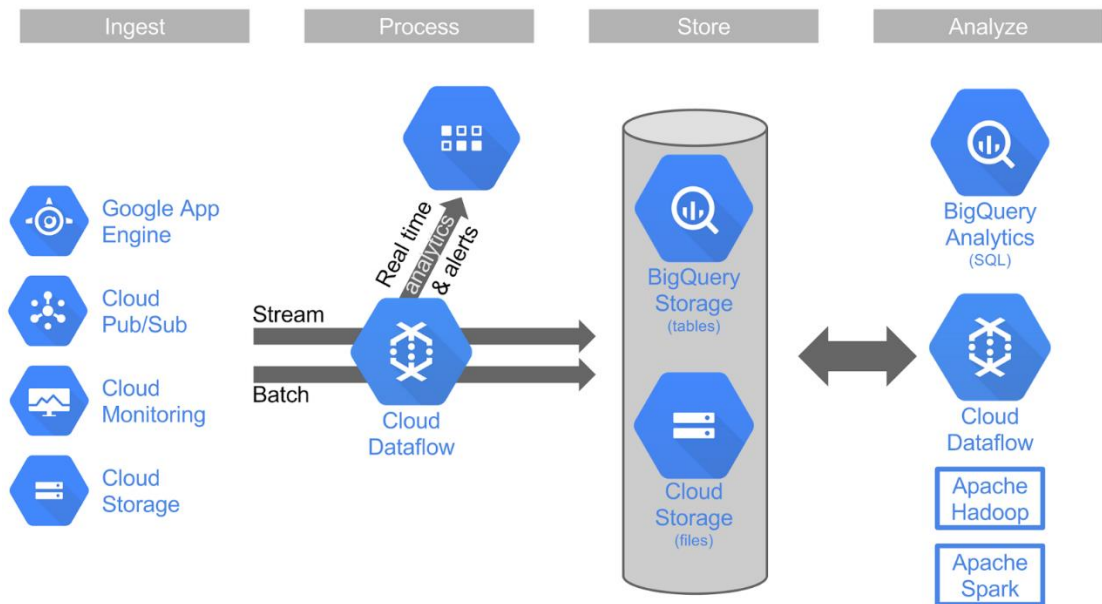 Ingest
Process
Store
Analyze
Google App
Engine
Cloud
Pub/Sub
Cloud
Monitoring
Cloud
Storage
Stream
Batch
Real time
analytics
& alerts
Cloud
Dataflow
BigQuery
Storage
(tables)
Cloud
Storage
(files)
BigQuery
Analytics
(SQL)
Cloud
Dataflow
Apache
Hadoop
Apache
Spark